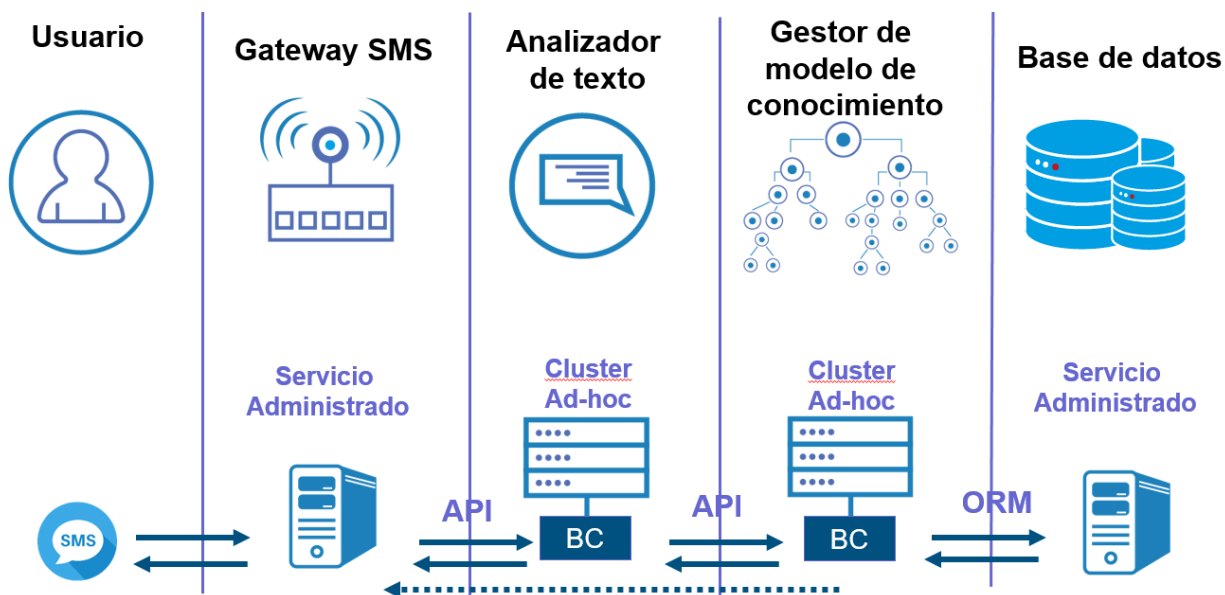 Usuario
Gateway SMS
Analizador
de texto
Gestor de
modelo de
conocimiento
Base de datos
Servicio
Administrado
Cluster
Ad-hoc
Cluster
Ad-hoc
Servicio
Administrado
SMS
API
BC
API
BC
ORM